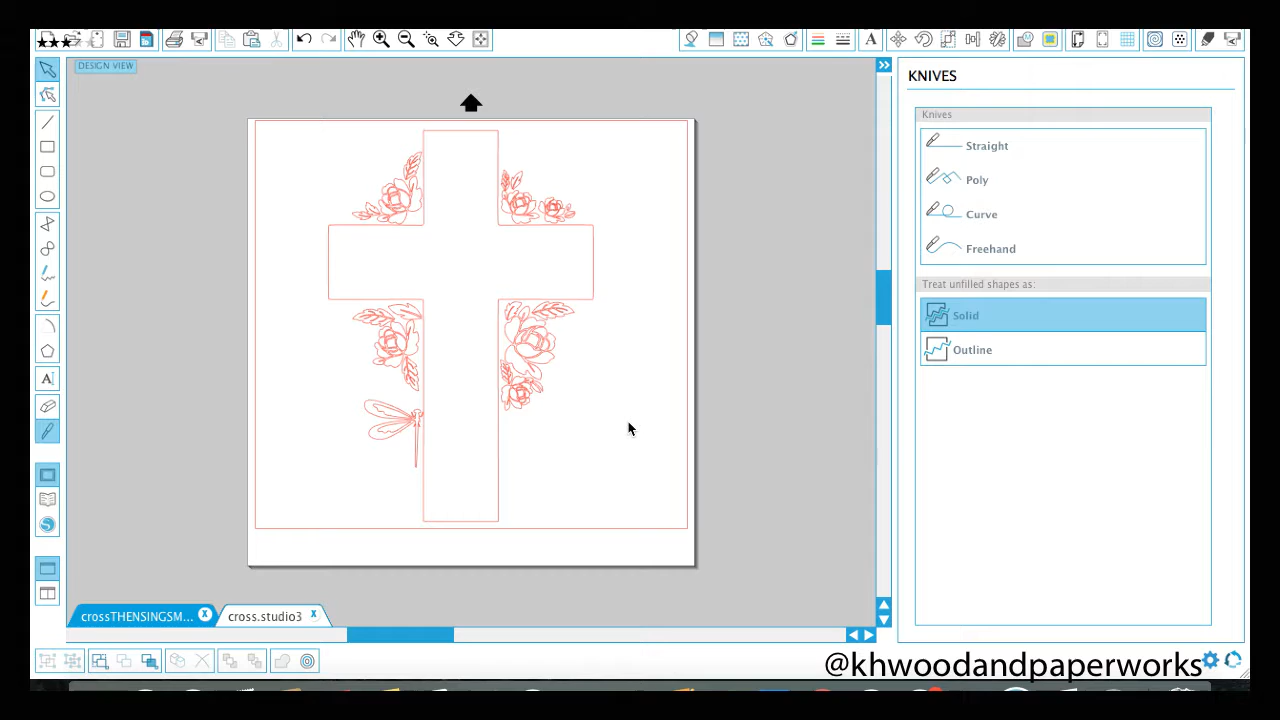 DESIGN VIEW
KNIVES
Knives
Straight
Poly
Curve
Freehand
Treat unfilled shapes as:
Solid
Outline
crossTHENSINGSM...
cross.studio3
@khwoodandpaperworks